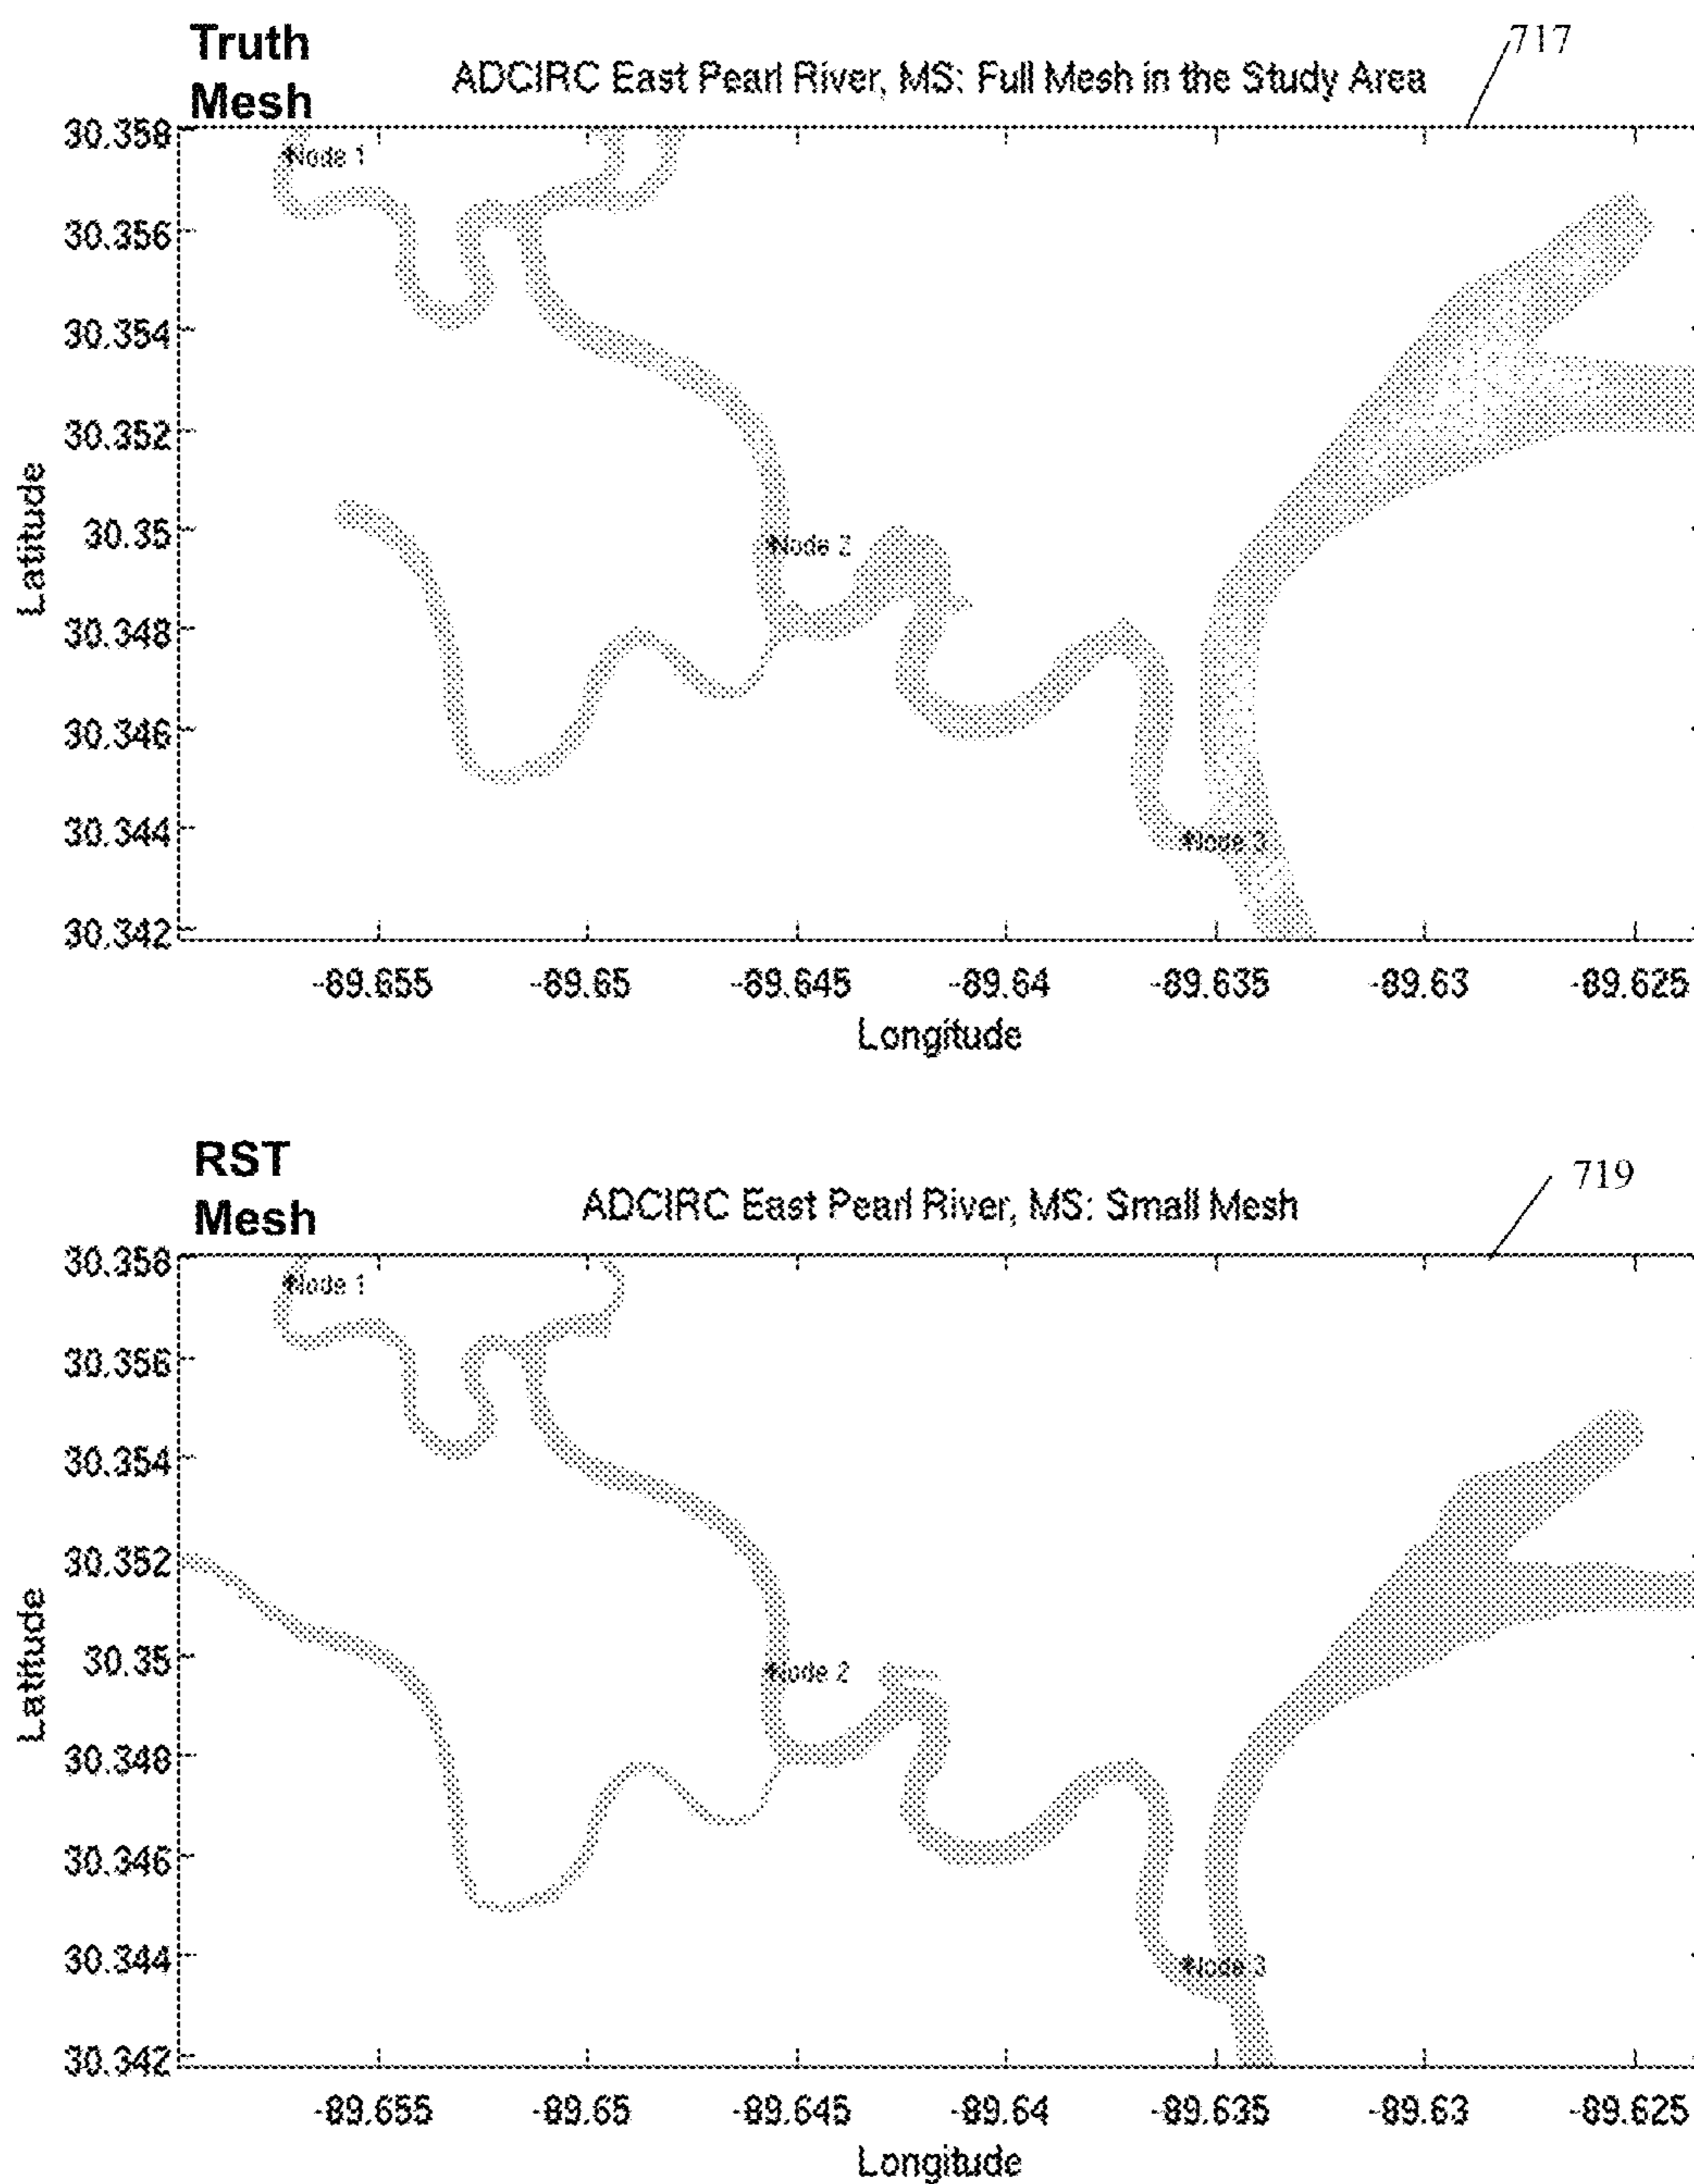 Truth
Mesh
717
ADCIRC East Pearl River, MS: Full Mesh in the Study Area
30.358
30.356
30.354
30.352
30.35
30.348
30.346
30.344
30.342
Latitude
Node 1
Node 2
Node 3
-89.655 -89.65 -89.645 -89.64 -89.635 -89.63 -89.625
Longitude
RST
Mesh
719
ADCIRC East Pearl River, MS: Small Mesh
30.358
30.356
30.354
30.352
30.35
30.348
30.346
30.344
30.342
Latitude
Node 1
Node 2
Node 3
-89.655 -89.65 -89.645 -89.64 -89.635 -89.63 -89.625
Longitude